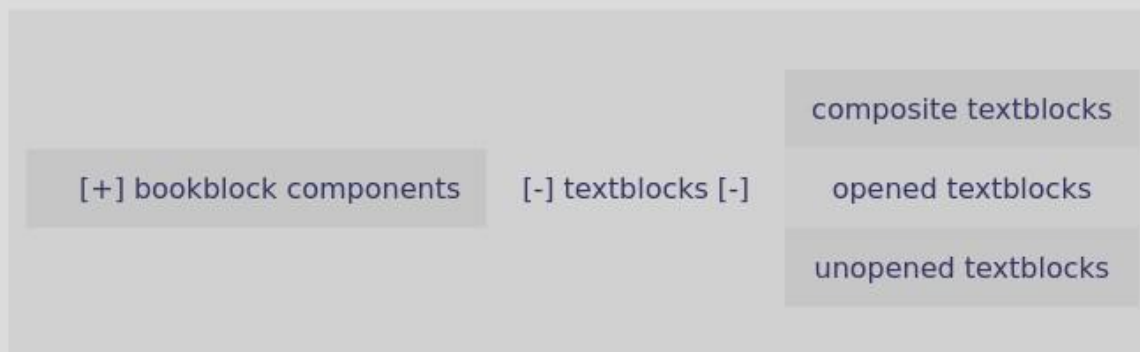 composite textblocks
[+] bookblock components [-] textblocks [-] opened textblocks
unopened textblocks